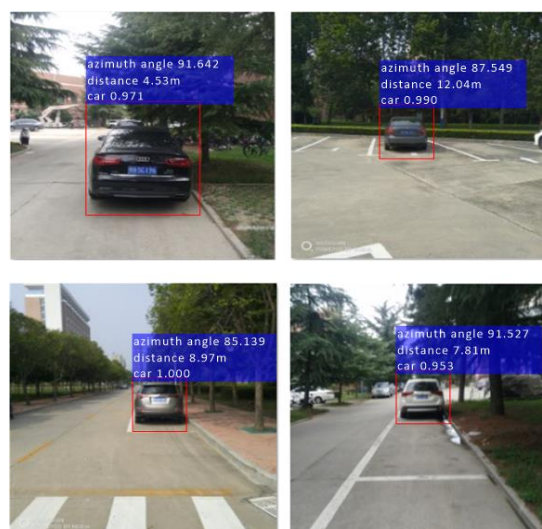 azimuth angle 91.642
distance 4.53m
car 0.971
azimuth angle 87.549
distance 12.04m
car 0.990
azimuth angle 85.139
distance 8.97m
car 1.000
azimuth angle 91.527
distance 7.81m
car 0.953